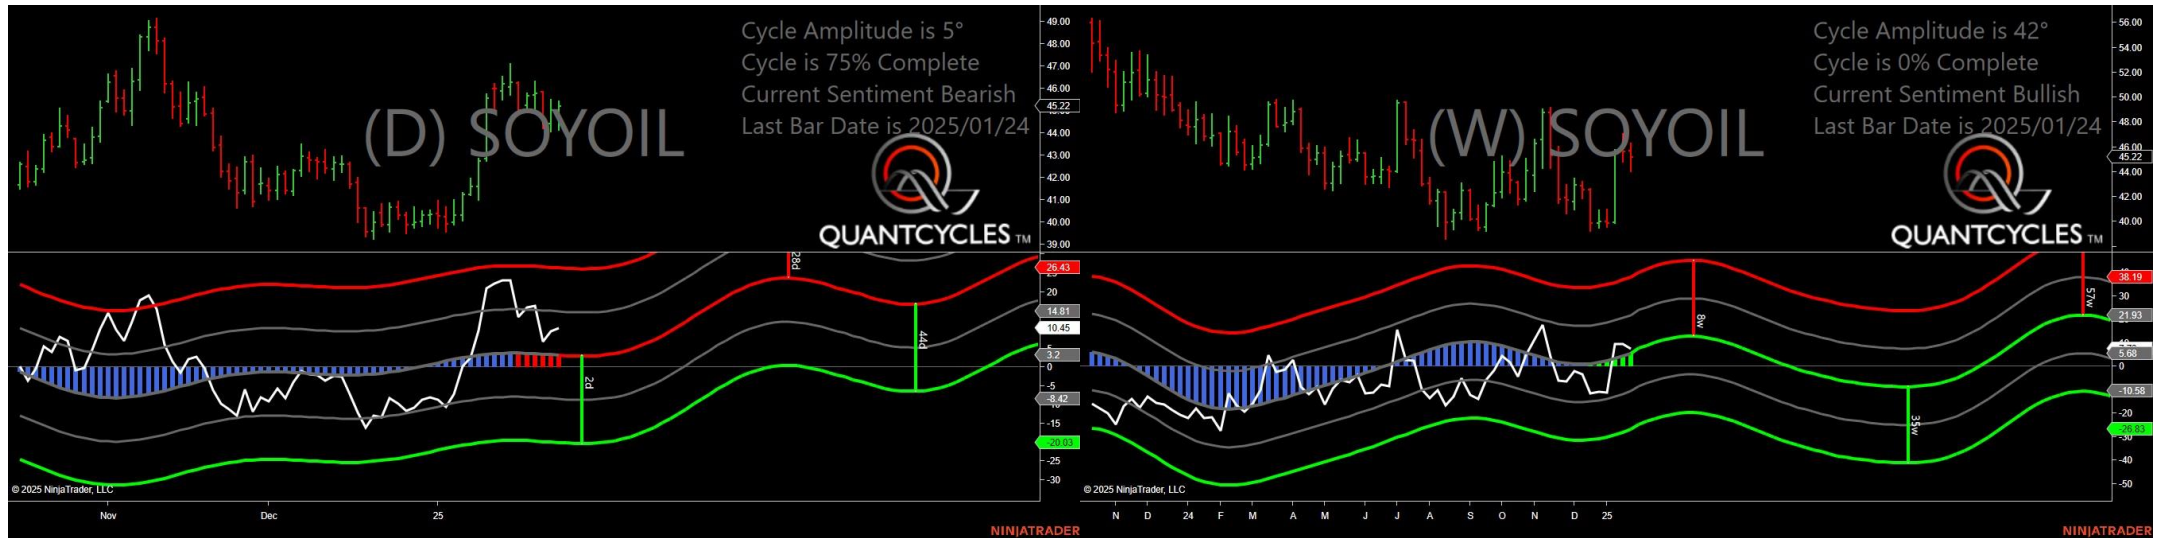 Cycle Amplitude is 5°
Cycle is 75% Complete
Current Sentiment Bearish
Last Bar Date is 2025/01/24
(D) SOYOIL
QUANTCYCLES TM
49.00
48.00
47.00
46.00
45.22
44.00
43.00
42.00
41.00
40.00
39.00
28d
44d
2d
26.43
20
14.81
10.45
3.2
0
-5
-8.42
-15
-20.03
-25
-30
© 2025 NinjaTrader, LLC
Nov
Dec
25
NINJATRADER
Cycle Amplitude is 42°
Cycle is 0% Complete
Current Sentiment Bullish
Last Bar Date is 2025/01/24
(W) SOYOIL
QUANTCYCLES TM
56.00
54.00
52.00
50.00
48.00
46.00
45.22
44.00
42.00
40.00
8w
35w
57w
38.19
30
21.93
5.68
0
-10.58
-20
-26.83
-30
-40
-50
© 2025 NinjaTrader, LLC
N D 24 F M A M J J A S O N D 25
NINJATRADER